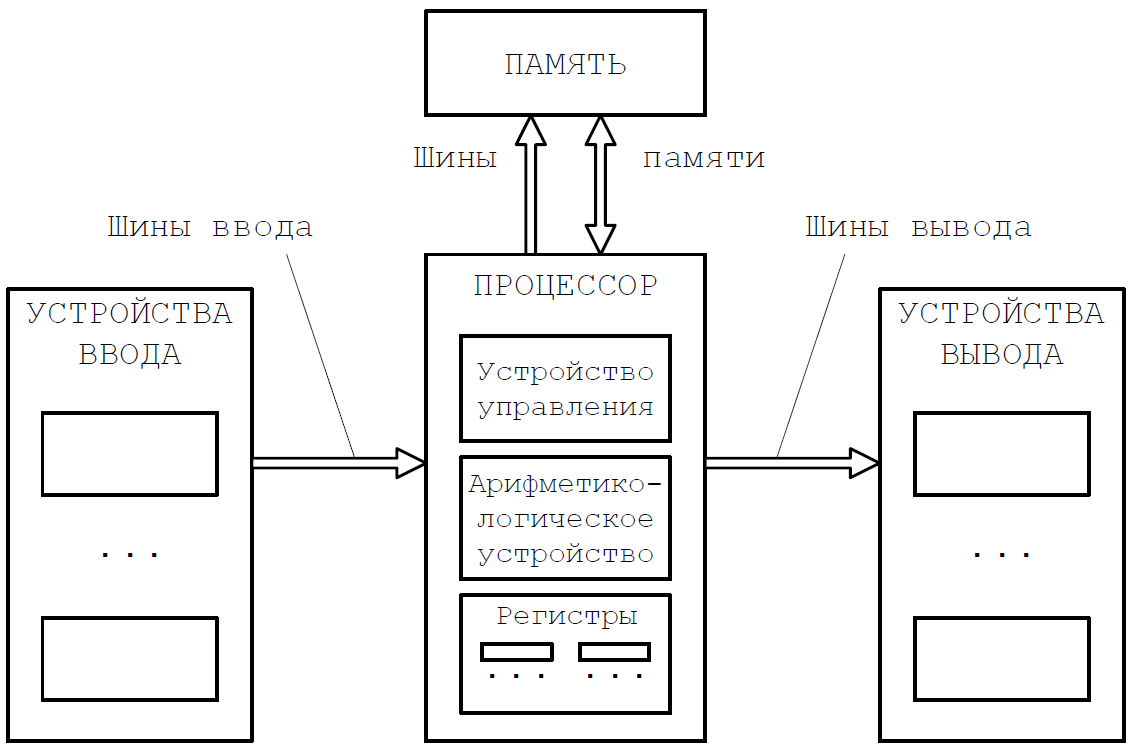 ПАМЯТЬ
Шины памяти
Шины ввода
Шины вывода
УСТРОЙСТВА
ВВОДА
. . .
ПРОЦЕССОР
Устройство
управления
Арифметико-
логическое
устройство
Регистры
. . . . . .
УСТРОЙСТВА
ВЫВОДА
. . .